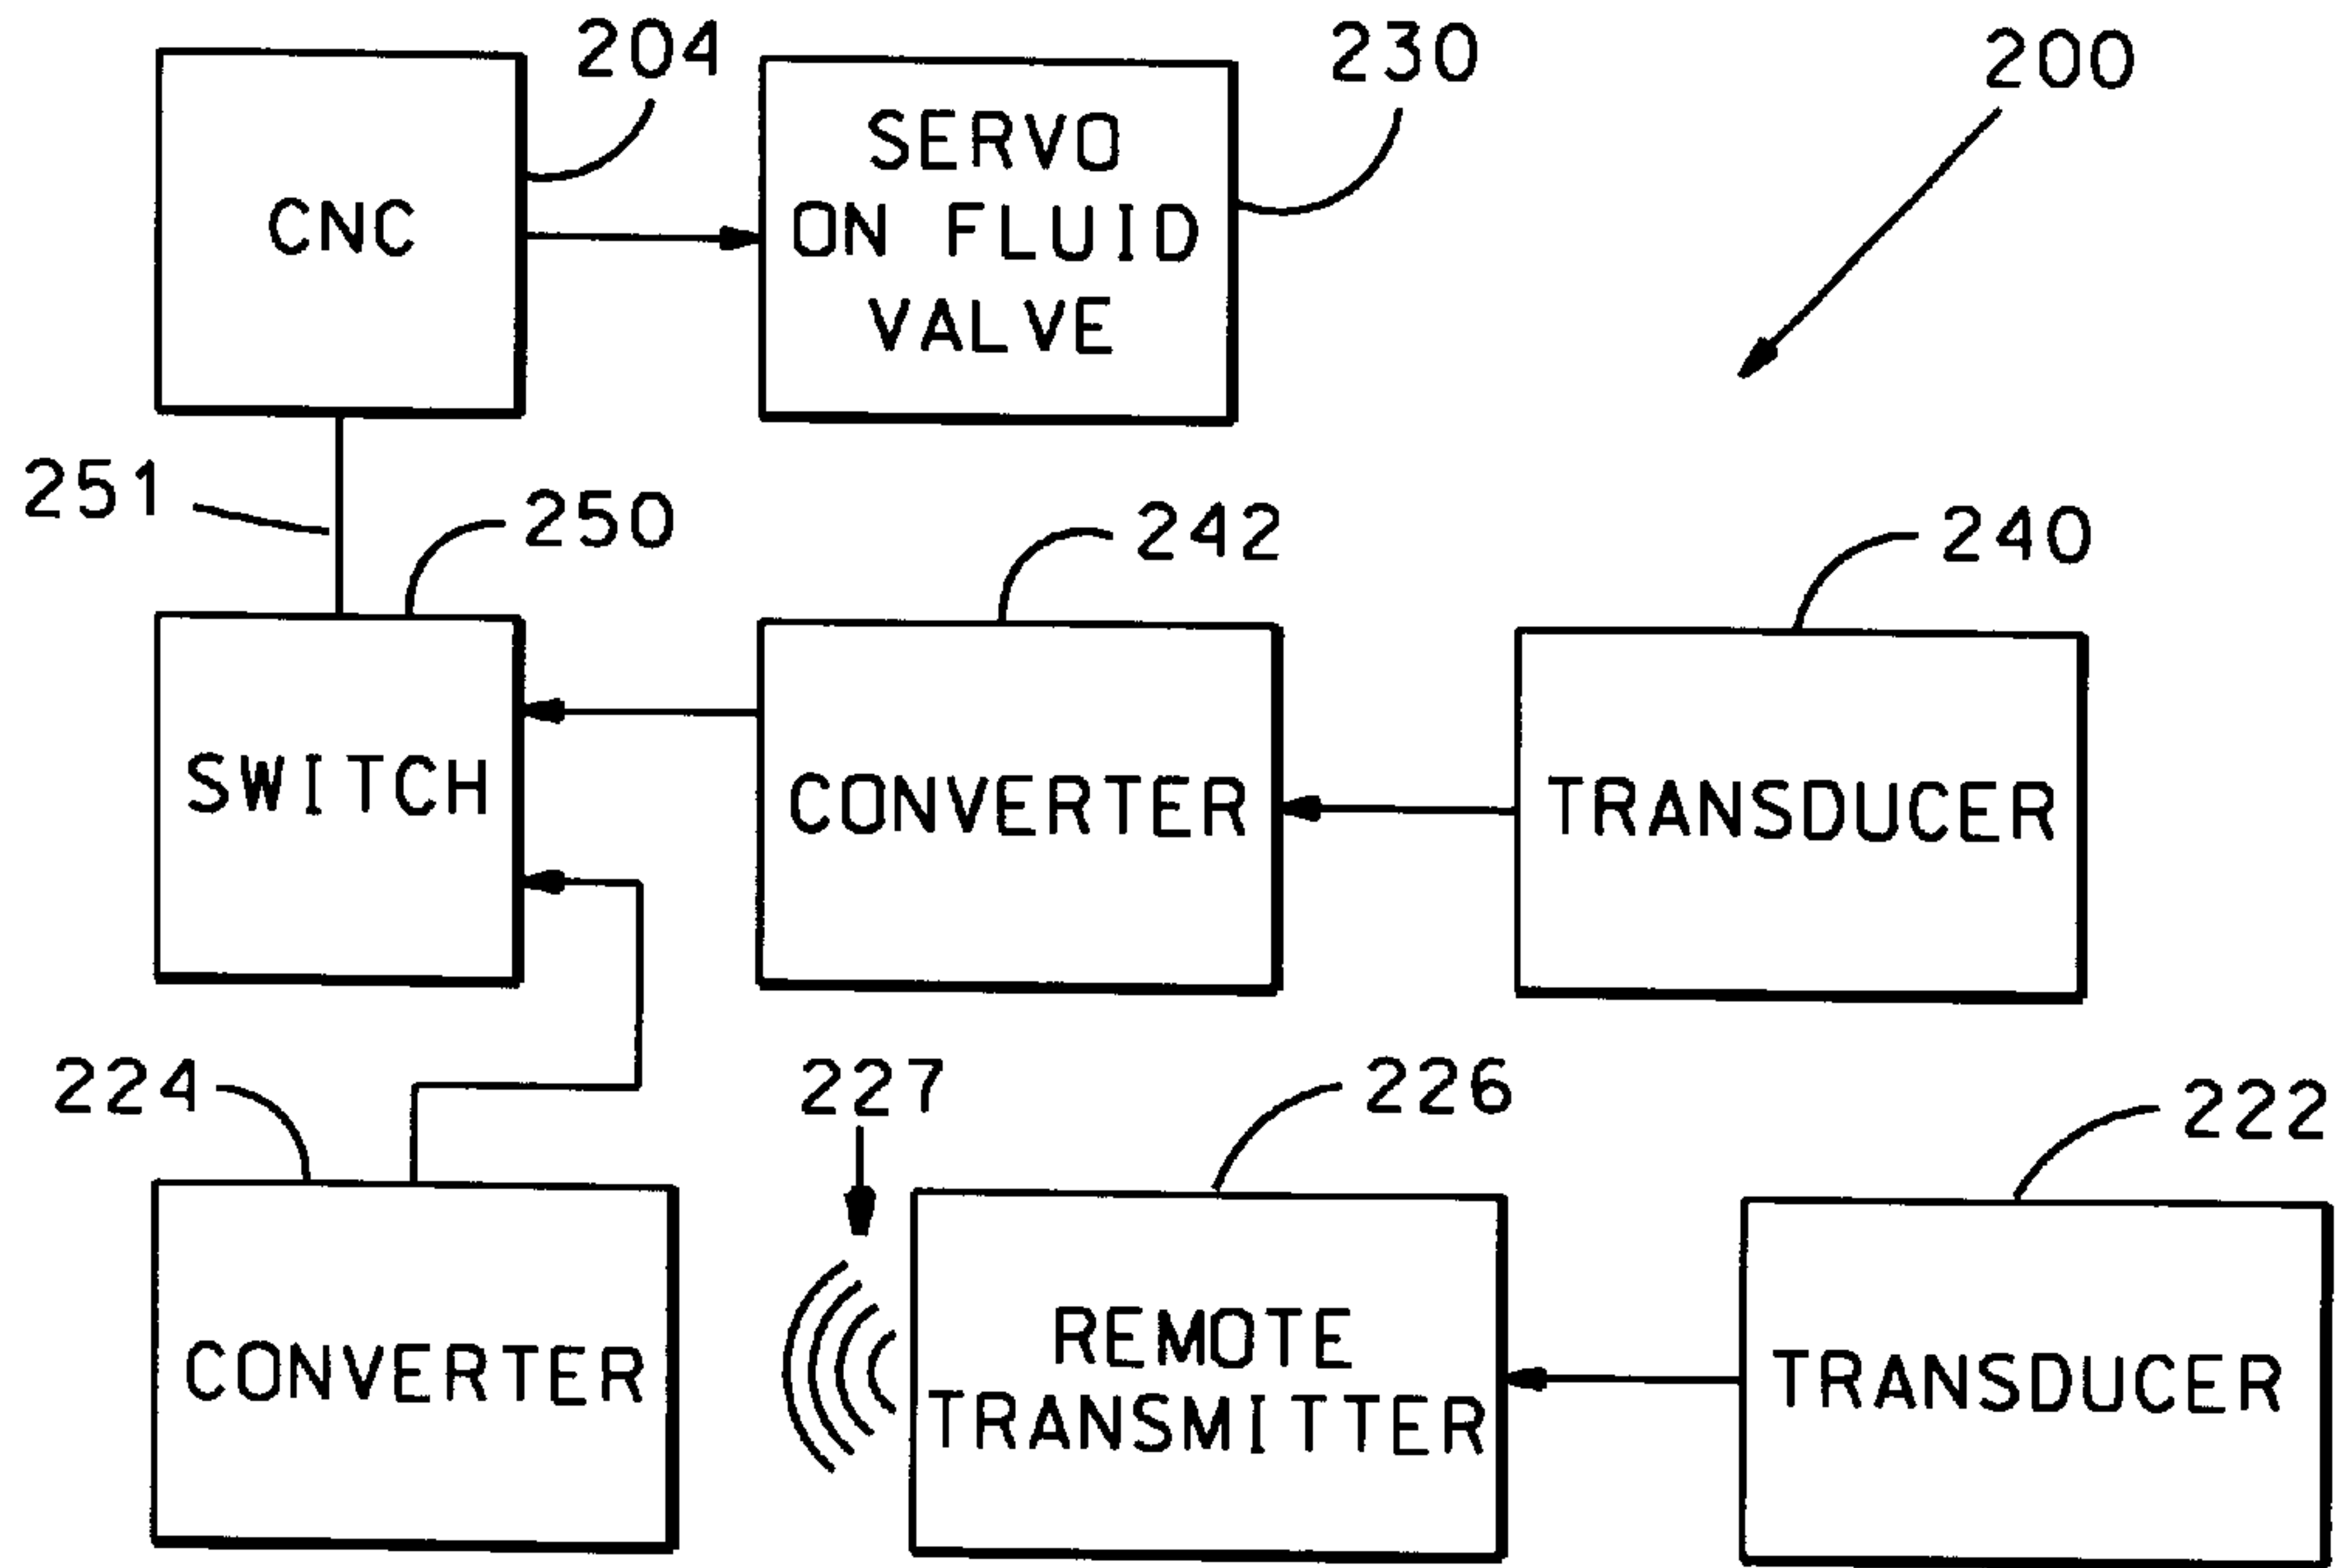 204
230
200
CNC
SERVO
ON FLUID
VALVE
251
250
242
240
SWITCH
CONVERTER
TRANSDUCER
224
227
226
222
CONVERTER
REMOTE
TRANSMITTER
TRANSDUCER